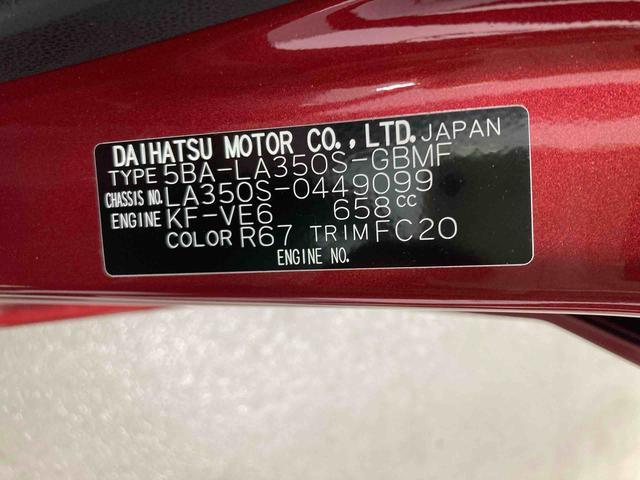 DAIHATSU MOTOR CO., LTD. JAPAN
TYPE 5BA-LA350S-GBMF
CHASSIS NO. LA350S-0449099
ENGINE KF-VE6 658cc
COLOR R67 TRIM FC20
ENGINE NO.